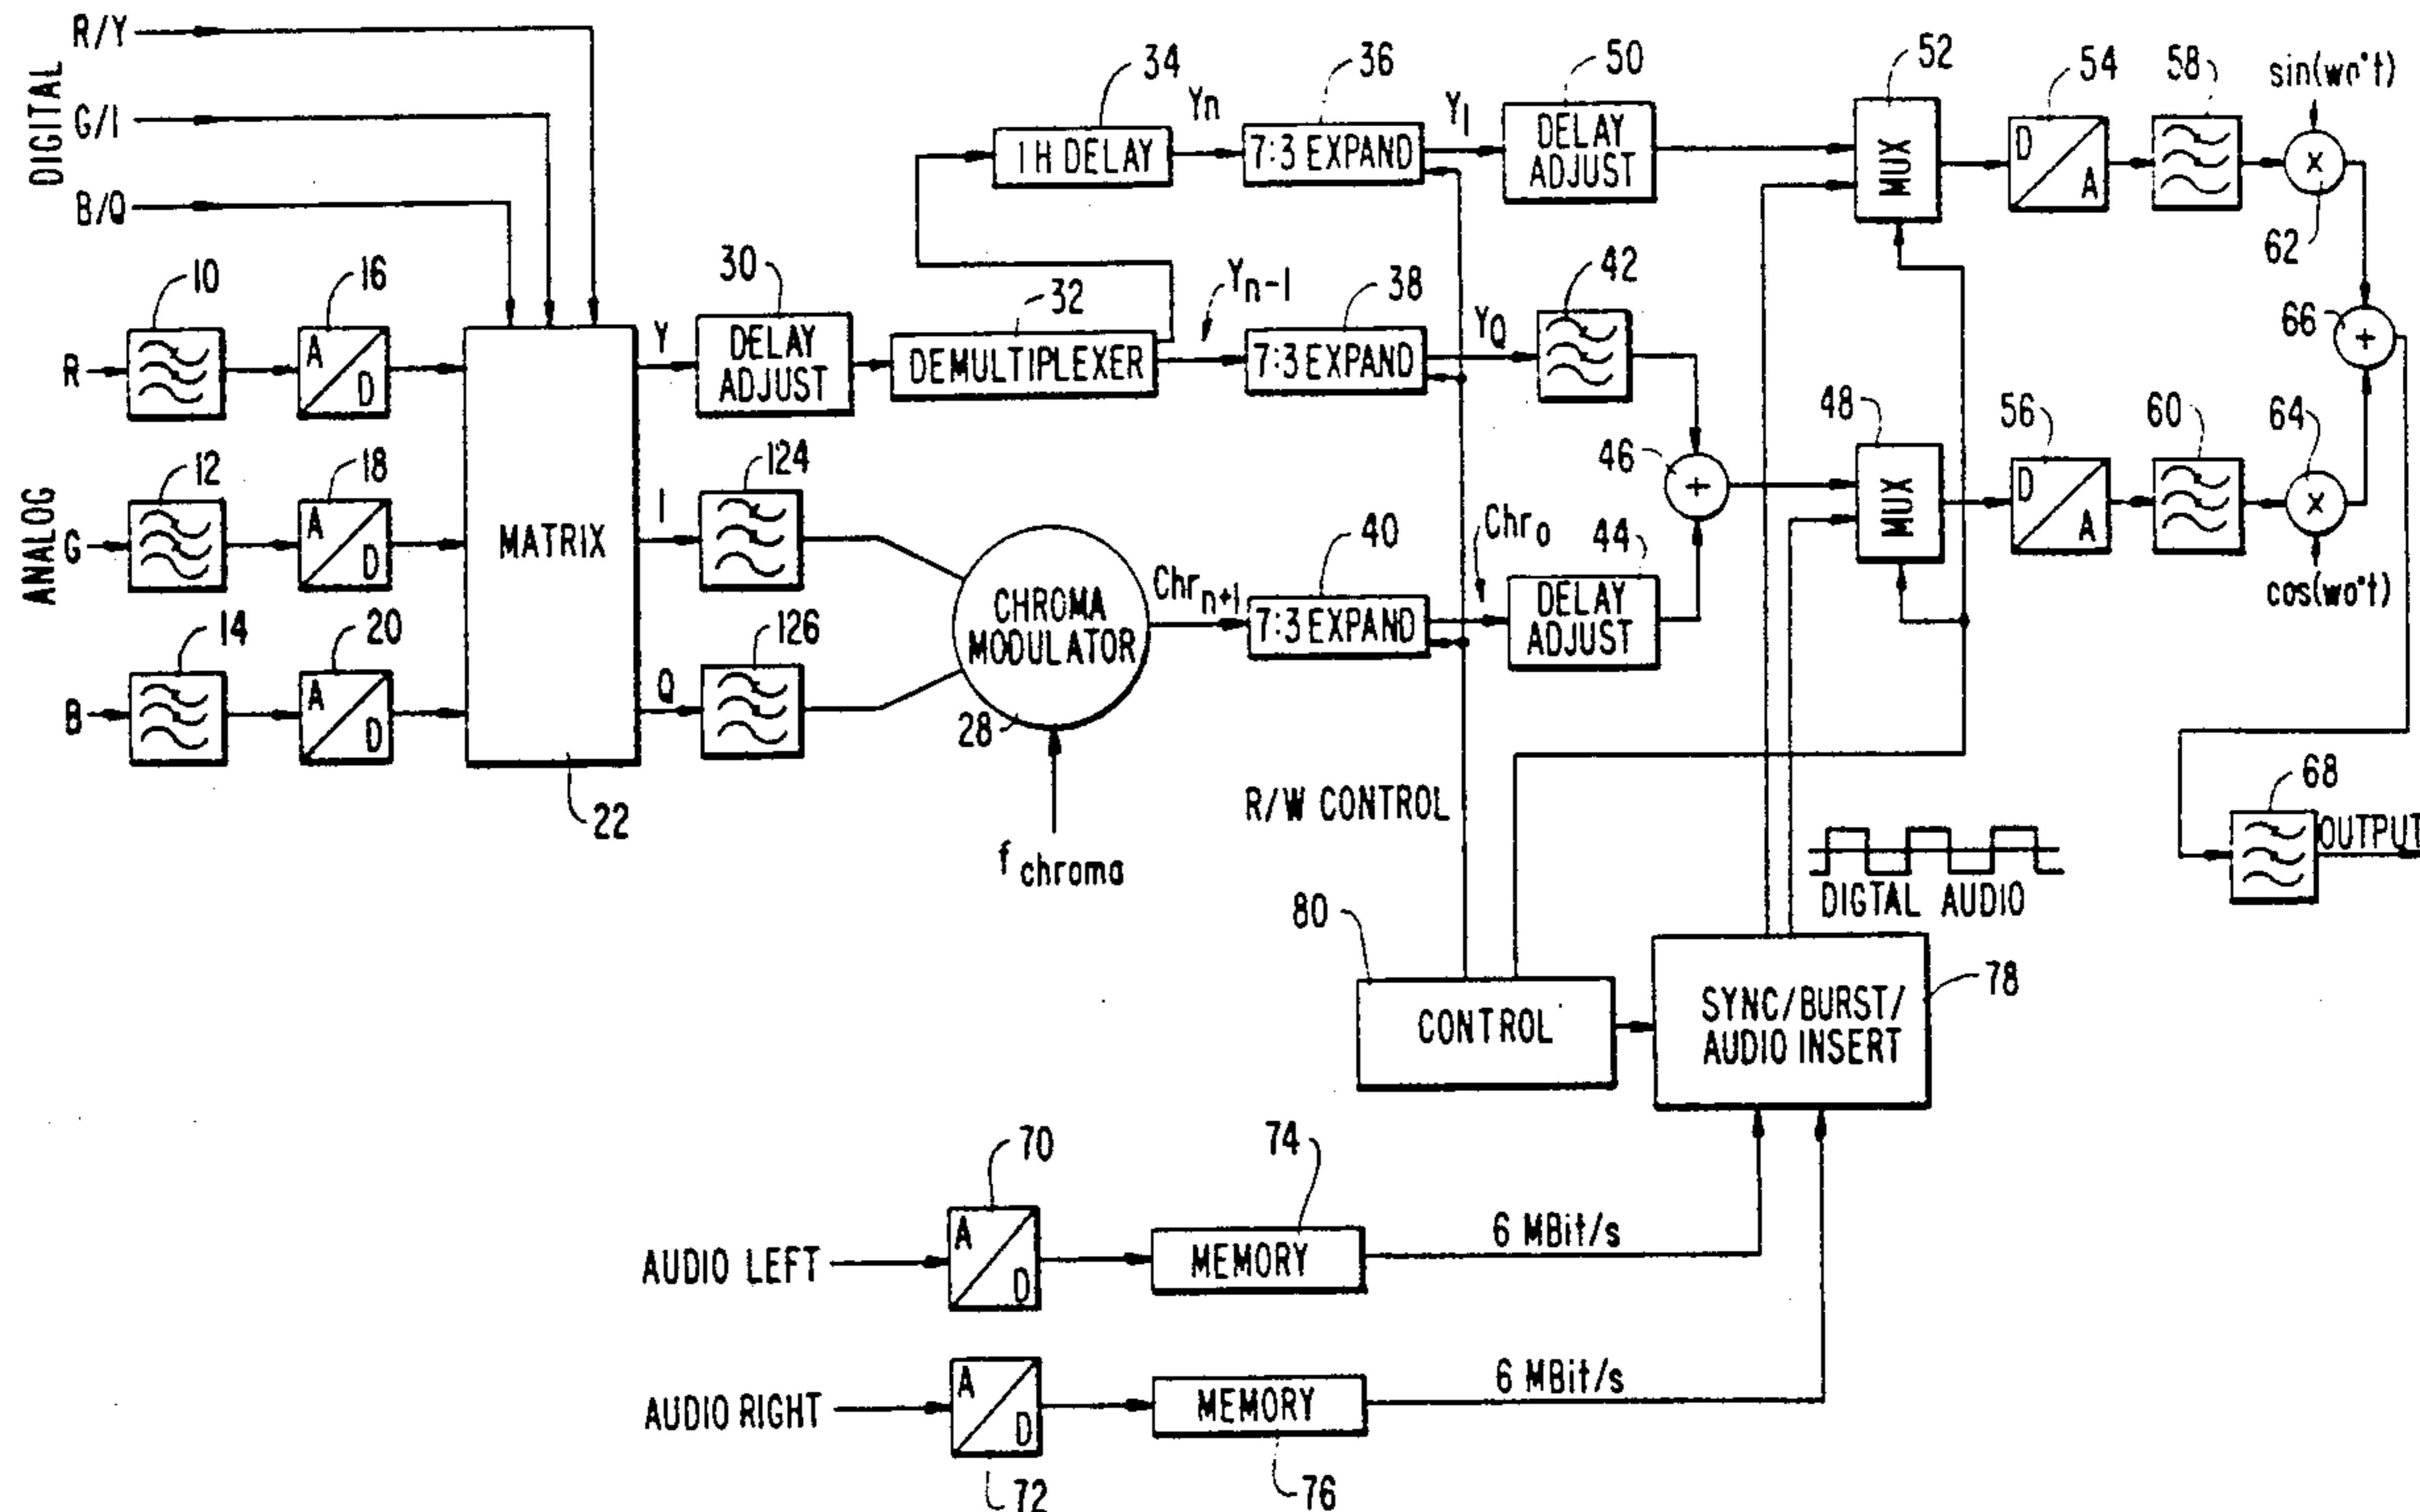 DIGITAL
R/Y
G/I
B/Q
ANALOG
R
G
B
10
12
14
16
A
D
18
A
D
20
A
D
MATRIX
22
Y
I
Q
30
DELAY
ADJUST
124
126
32
DEMULTIPLEXER
CHROMA
MODULATOR
28
f chroma
34
1H DELAY
Yn
Yn-1
Chr n+1
36
7:3 EXPAND
38
7:3 EXPAND
40
7:3 EXPAND
YI
YQ
Chro
50
DELAY
ADJUST
42
44
DELAY
ADJUST
46
+
52
MUX
48
MUX
54
D
A
56
D
A
58
60
sin(wo·t)
x
62
64
x
cos(wo·t)
66
+
68
OUTPUT
R/W CONTROL
DIGTAL AUDIO
80
CONTROL
78
SYNC/BURST/
AUDIO INSERT
AUDIO LEFT
70
A
D
74
MEMORY
6 MBit/s
AUDIO RIGHT
A
D
72
MEMORY
76
6 MBit/s